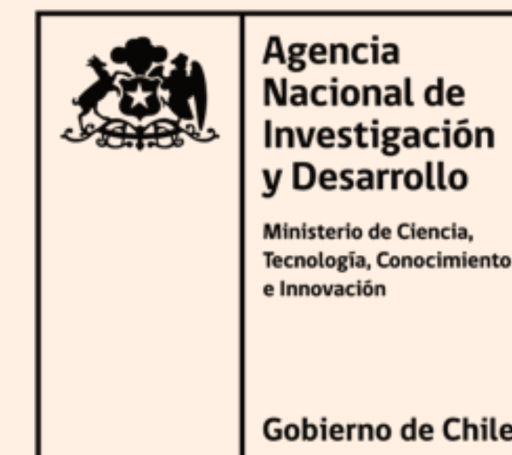 Agencia
Nacional de
Investigación
y Desarrollo
Ministerio de Ciencia,
Tecnología, Conocimiento
e Innovación
Gobierno de Chile